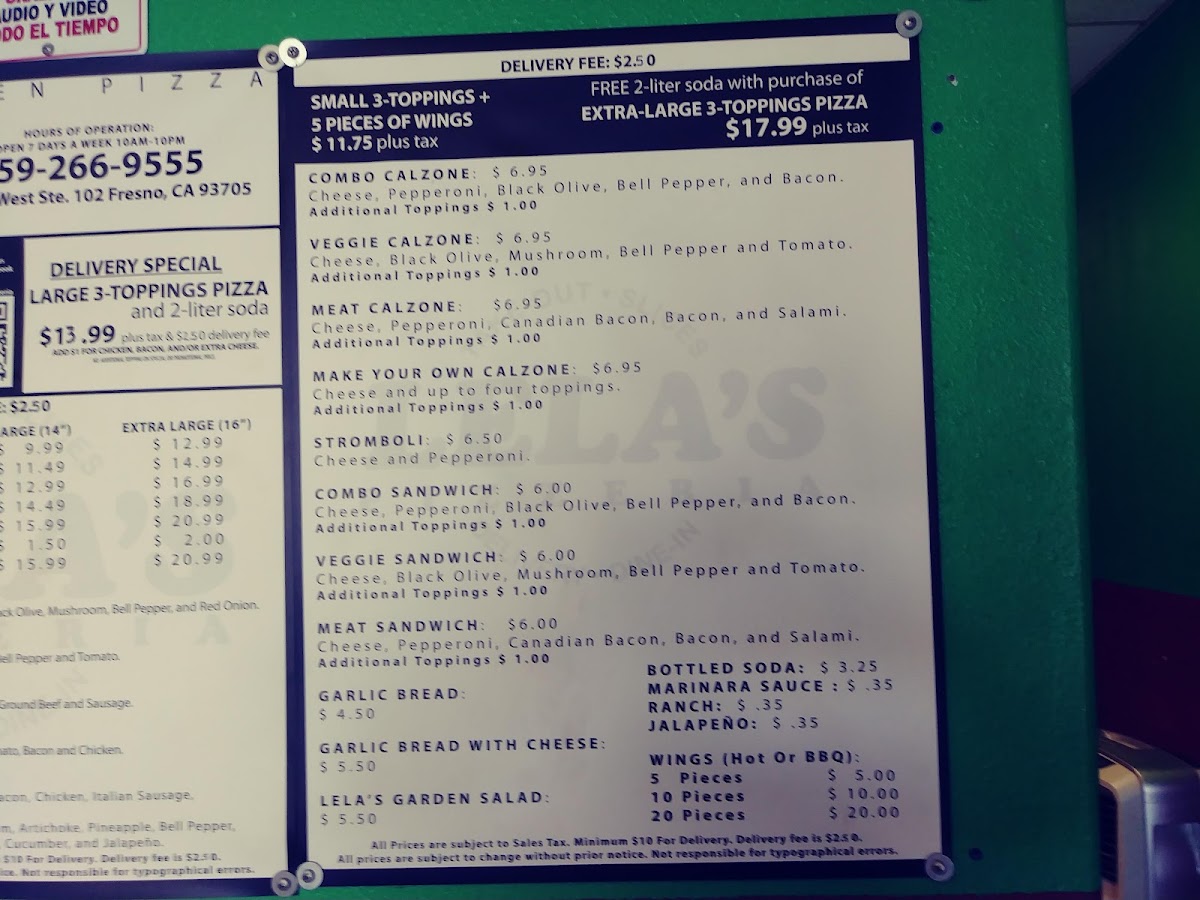 AUDIO Y VIDEO
TODO EL TIEMPO
E N P I Z Z A
HOURS OF OPERATION:
OPEN 7 DAYS A WEEK 10AM-10PM
59-266-9555
West Ste. 102 Fresno, CA 93705
DELIVERY SPECIAL
LARGE 3-TOPPINGS PIZZA
and 2-liter soda
$13.99 plus tax & $2.50 delivery fee
ADD $1 FOR CHICKEN, BACON, AND/OR EXTRA CHEESE.
E: $2.50
ARGE (14") EXTRA LARGE (16")
$ 9.99 $ 12.99
$ 11.49 $ 14.99
$ 12.99 $ 16.99
$ 14.49 $ 18.99
$ 15.99 $ 20.99
$ 1.50 $ 2.00
$ 15.99 $ 20.99
ck Olive, Mushroom, Bell Pepper, and Red Onion.
ell Pepper and Tomato.
Ground Beef and Sausage.
ato, Bacon and Chicken.
acon, Chicken, Italian Sausage,
m, Artichoke, Pineapple, Bell Pepper,
, Cucumber, and Jalapeño.
$10 For Delivery. Delivery fee is $2.50.
ice. Not responsible for typographical errors.
DELIVERY FEE: $2.50
SMALL 3-TOPPINGS +
5 PIECES OF WINGS
$ 11.75 plus tax
FREE 2-liter soda with purchase of
EXTRA-LARGE 3-TOPPINGS PIZZA
$17.99 plus tax
COMBO CALZONE: $ 6.95
Cheese, Pepperoni, Black Olive, Bell Pepper, and Bacon.
Additional Toppings $ 1.00
VEGGIE CALZONE: $ 6.95
Cheese, Black Olive, Mushroom, Bell Pepper and Tomato.
Additional Toppings $ 1.00
MEAT CALZONE: $6.95
Cheese, Pepperoni, Canadian Bacon, Bacon, and Salami.
Additional Toppings $ 1.00
MAKE YOUR OWN CALZONE: $6.95
Cheese and up to four toppings.
Additional Toppings $ 1.00
STROMBOLI: $ 6.50
Cheese and Pepperoni.
LELA'S
COMBO SANDWICH: $ 6.00
Cheese, Pepperoni, Black Olive, Bell Pepper, and Bacon.
Additional Toppings $ 1.00
VEGGIE SANDWICH: $ 6.00
Cheese, Black Olive, Mushroom, Bell Pepper and Tomato.
Additional Toppings $ 1.00
MEAT SANDWICH: $6.00
Cheese, Pepperoni, Canadian Bacon, Bacon, and Salami.
Additional Toppings $ 1.00
GARLIC BREAD:
$ 4.50
GARLIC BREAD WITH CHEESE:
$ 5.50
LELA'S GARDEN SALAD:
$ 5.50
BOTTLED SODA: $ 3.25
MARINARA SAUCE : $ .35
RANCH: $ .35
JALAPEÑO: $ .35
WINGS (Hot Or BBQ):
5 Pieces $ 5.00
10 Pieces $ 10.00
20 Pieces $ 20.00
All Prices are subject to Sales Tax. Minimum $10 For Delivery. Delivery fee is $2.50.
All prices are subject to change without prior notice. Not responsible for typographical errors.